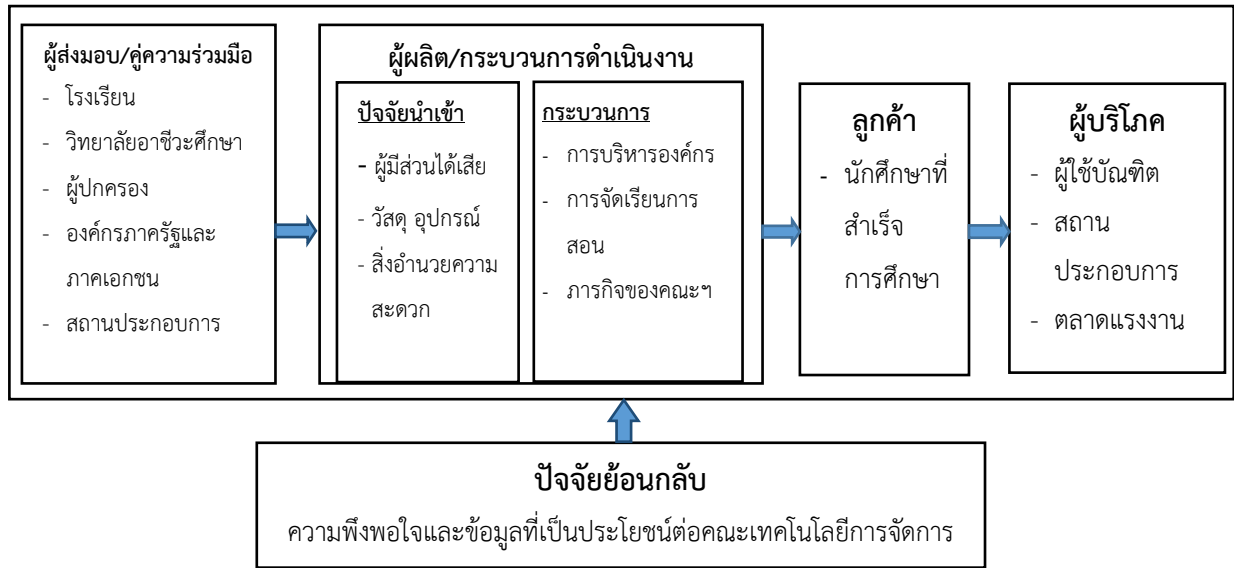 ผู้ส่งมอบ/คู่ความร่วมมือ
- โรงเรียน
- วิทยาลัยอาชีวะศึกษา
- ผู้ปกครอง
- องค์กรภาครัฐและ
ภาคเอกชน
- สถานประกอบการ
ผู้ผลิต/กระบวนการดำเนินงาน
ปัจจัยนำเข้า
- ผู้มีส่วนได้เสีย
- วัสดุ อุปกรณ์
- สิ่งอำนวยความ
สะดวก
กระบวนการ
- การบริหารองค์กร
- การจัดเรียนการ
สอน
- ภารกิจของคณะฯ
ลูกค้า
- นักศึกษาที่
สำเร็จ
การศึกษา
ผู้บริโภค
- ผู้ใช้บัณฑิต
- สถาน
ประกอบการ
- ตลาดแรงงาน
ปัจจัยย้อนกลับ
ความพึงพอใจและข้อมูลที่เป็นประโยชน์ต่อคณะเทคโนโลยีการจัดการ